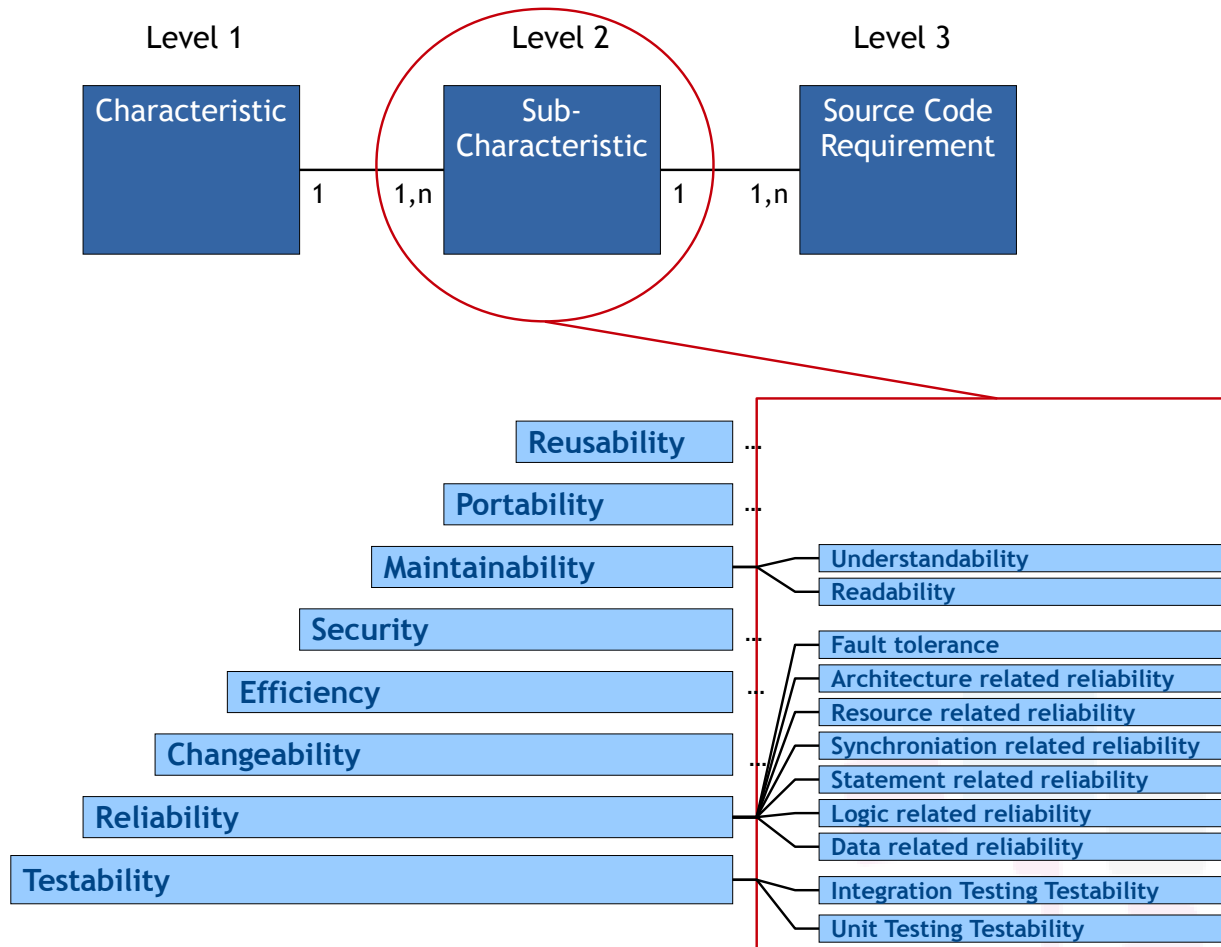 Level 1
Level 2
Level 3
Characteristic
Sub-
Characteristic
Source Code
Requirement
1
1,n
1
1,n
Reusability
...
Portability
...
Maintainability
Understandability
Readability
Security
...
Fault tolerance
Architecture related reliability
Efficiency
...
Resource related reliability
Synchroniation related reliability
Changeability
...
Statement related reliability
Reliability
Logic related reliability
Data related reliability
Testability
Integration Testing Testability
Unit Testing Testability